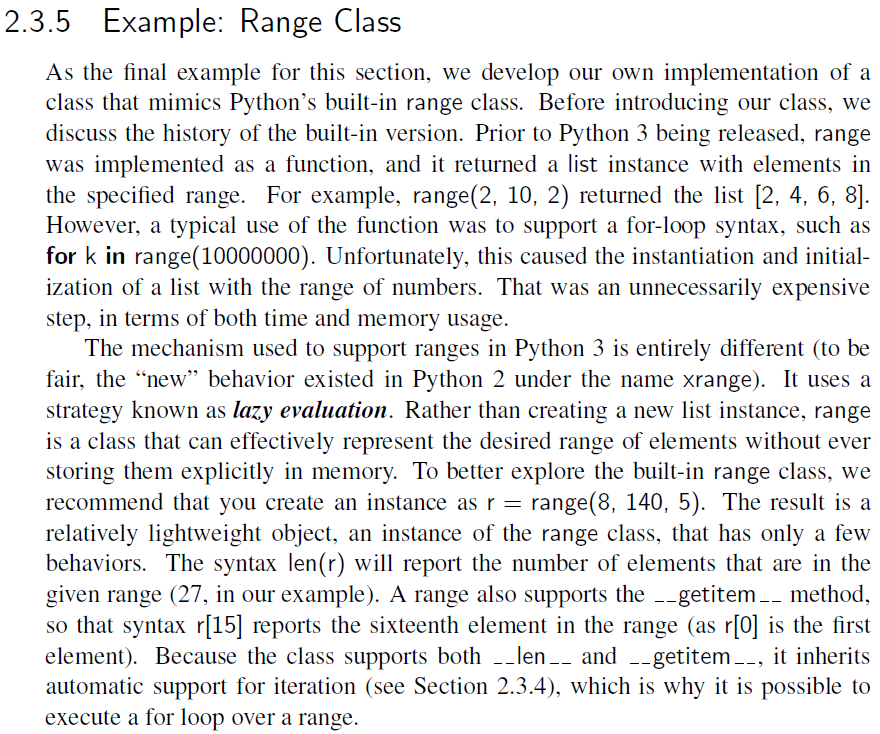 2.3.5 Example: Range Class
As the final example for this section, we develop our own implementation of a
class that mimics Python's built-in range class. Before introducing our class, we
discuss the history of the built-in version. Prior to Python 3 being released, range
was implemented as a function, and it returned a list instance with elements in
the specified range. For example, range(2, 10, 2) returned the list [2, 4, 6, 8].
However, a typical use of the function was to support a for-loop syntax, such as
for k in range(10000000). Unfortunately, this caused the instantiation and initial-
ization of a list with the range of numbers. That was an unnecessarily expensive
step, in terms of both time and memory usage.
The mechanism used to support ranges in Python 3 is entirely different (to be
fair, the “new” behavior existed in Python 2 under the name xrange). It uses a
strategy known as lazy evaluation. Rather than creating a new list instance, range
is a class that can effectively represent the desired range of elements without ever
storing them explicitly in memory. To better explore the built-in range class, we
recommend that you create an instance as r = range(8, 140, 5). The result is a
relatively lightweight object, an instance of the range class, that has only a few
behaviors. The syntax len(r) will report the number of elements that are in the
given range (27, in our example). A range also supports the __getitem__ method,
so that syntax r[15] reports the sixteenth element in the range (as r[0] is the first
element). Because the class supports both __len__ and __getitem__, it inherits
automatic support for iteration (see Section 2.3.4), which is why it is possible to
execute a for loop over a range.